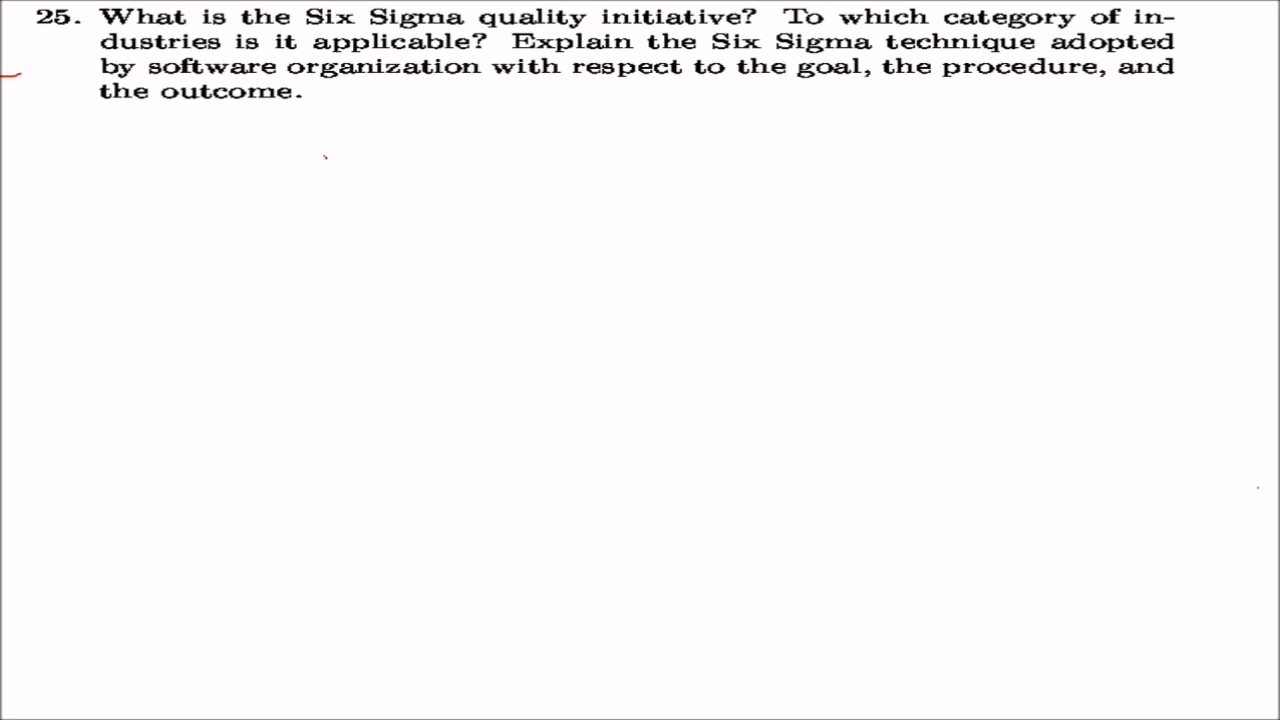 25. What is the Six Sigma quality initiative? To which category of in-
dustries is it applicable? Explain the Six Sigma technique adopted
by software organization with respect to the goal, the procedure, and
the outcome.